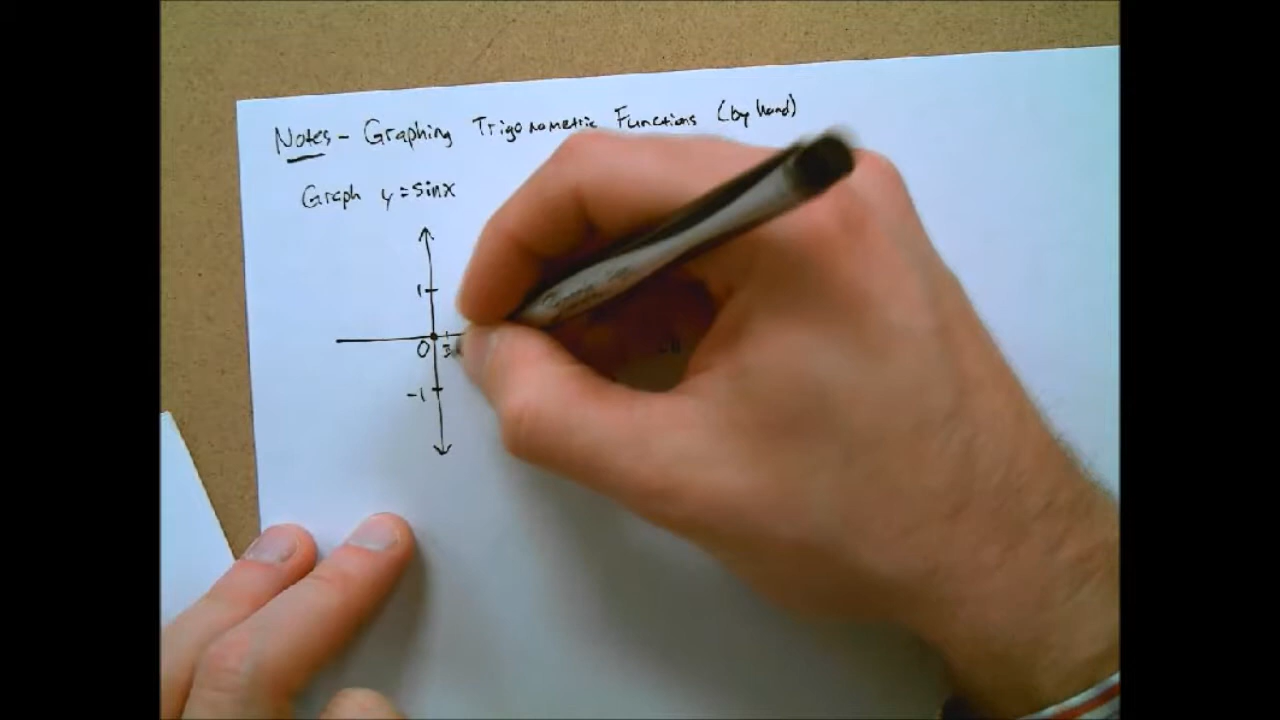 Notes - Graphing Trigonometric Functions (by hand)
Graph y = sinx
1
0
-1